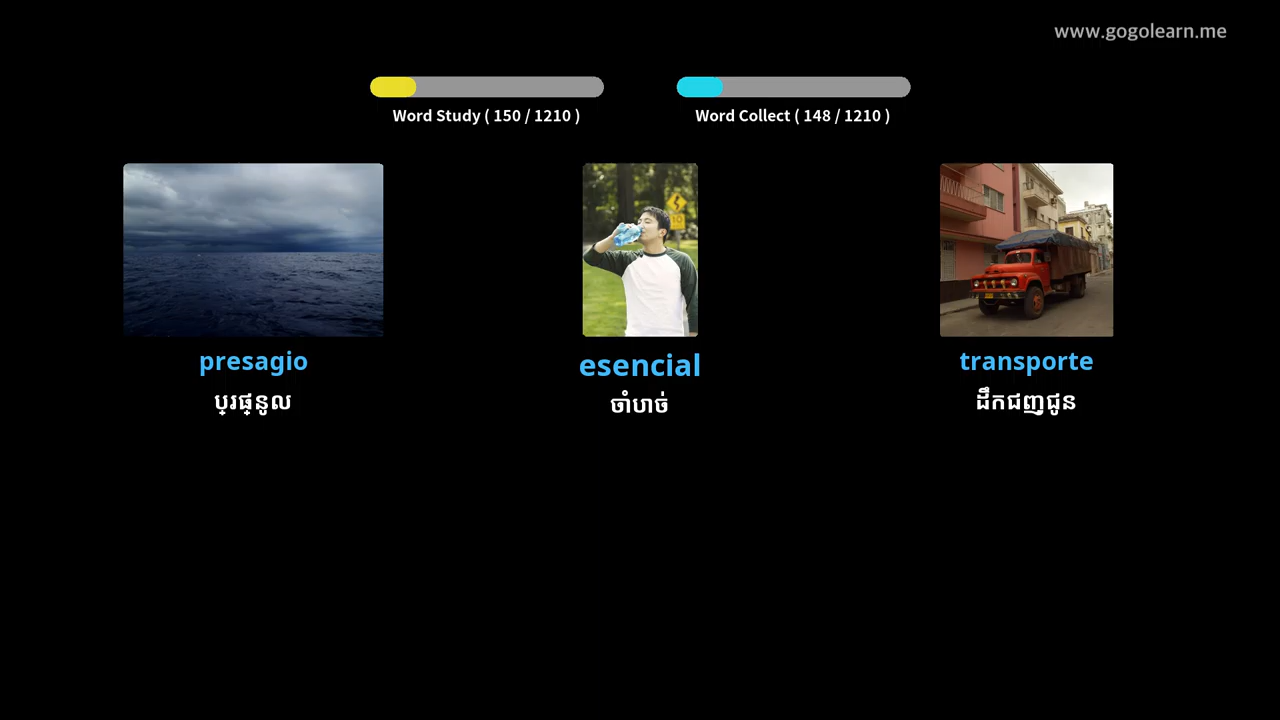 www.gogolearn.me
Word Study ( 150 / 1210 )
Word Collect ( 148 / 1210 )
10
presagio
esencial
transporte
ប្រផ្នូល
ចាំបាច់
ដឹកជញ្ជូន